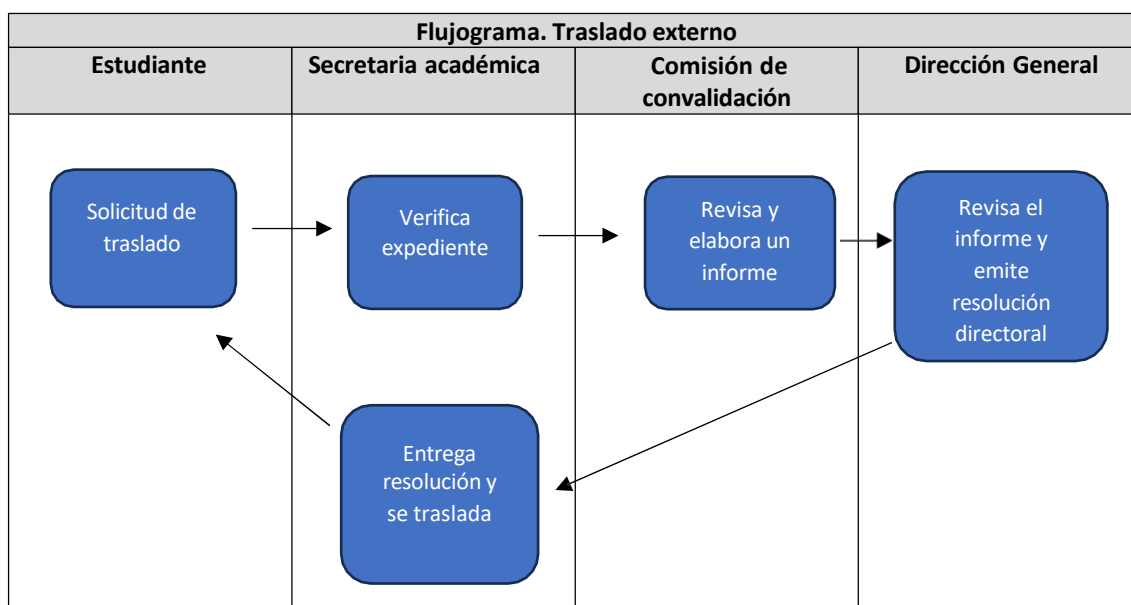 Flujograma. Traslado externo
Estudiante
Secretaria académica
Comisión de
convalidación
Dirección General
Solicitud de
traslado
Verifica
expediente
Revisa y
elabora un
informe
Revisa el
informe y
emite
resolución
directoral
Entrega
resolución y
se traslada